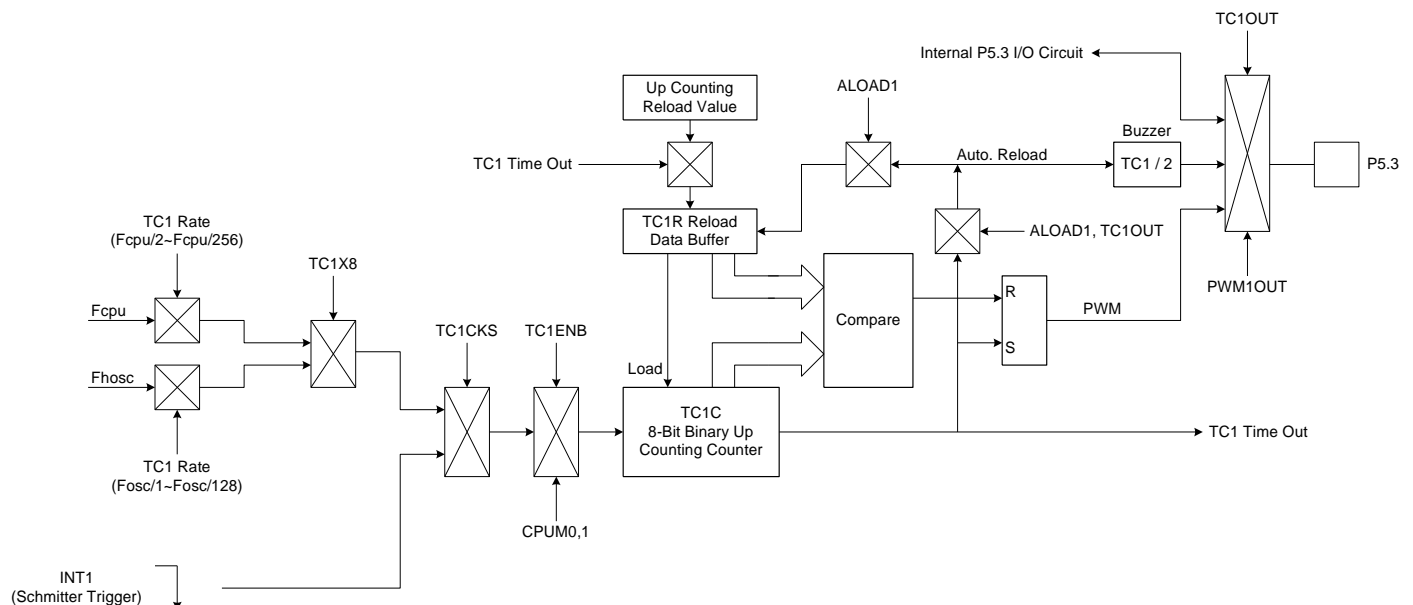 TC1OUT
Internal P5.3 I/O Circuit
Up Counting
Reload Value
ALOAD1
Buzzer
TC1 Time Out
Auto. Reload
TC1 / 2
P5.3
TC1 Rate
(Fcpu/2~Fcpu/256)
TC1R Reload
Data Buffer
ALOAD1, TC1OUT
TC1X8
PWM1OUT
R
Fcpu
Compare
PWM
TC1CKS
TC1ENB
S
Fhosc
Load
TC1C
8-Bit Binary Up
Counting Counter
TC1 Time Out
TC1 Rate
(Fosc/1~Fosc/128)
CPUM0,1
INT1
(Schmitter Trigger)